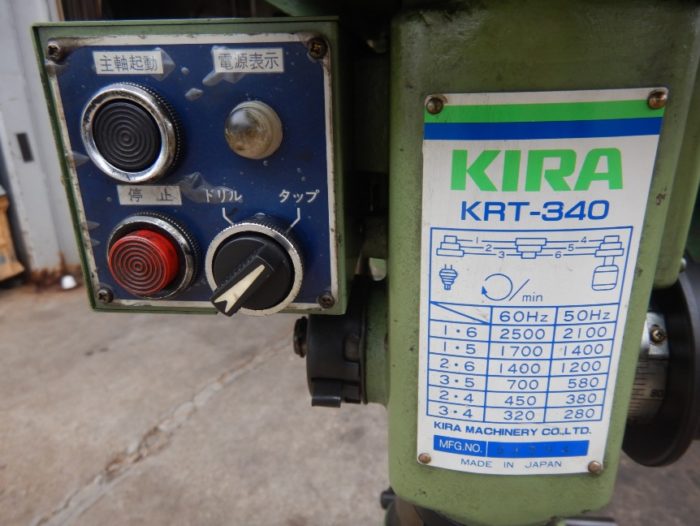 主軸起動 電源表示
停止 ドリル タップ
KIRA
KRT-340
1 4
2 5
3 6
/min
60Hz 50Hz
1・6 2500 2100
1・5 1700 1400
2・6 1400 1200
3・5 700 580
2・4 450 380
3・4 320 280
KIRA MACHINERY CO.,LTD.
MFG.NO.
MADE IN JAPAN